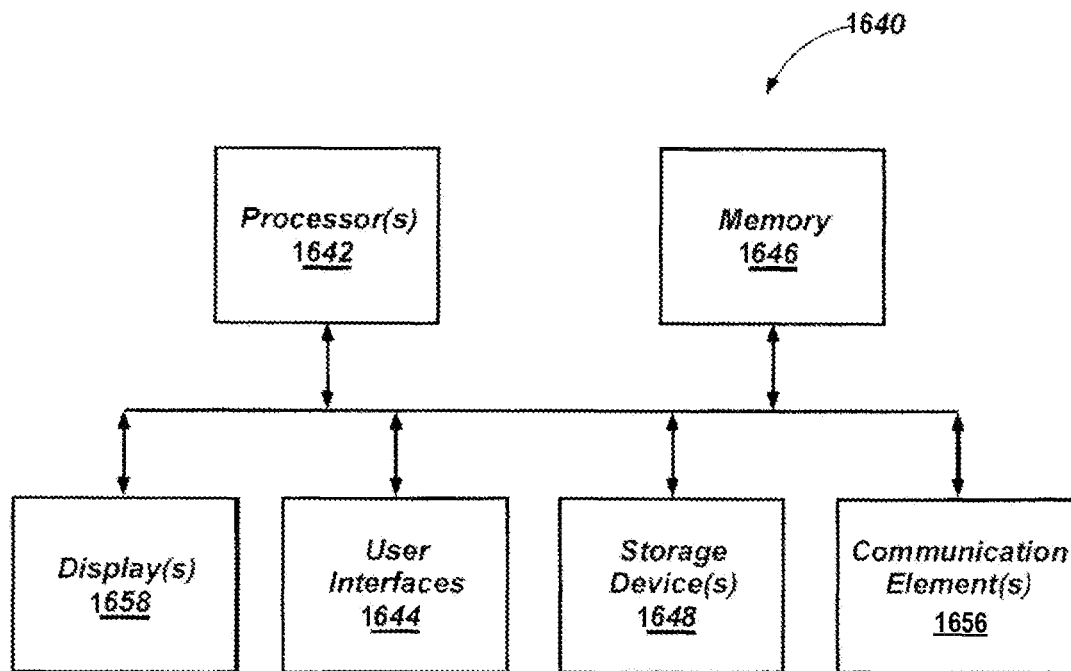 1640
Processor(s)
1642
Memory
1646
Display(s)
1658
User
Interfaces
1644
Storage
Device(s)
1648
Communication
Element(s)
1656